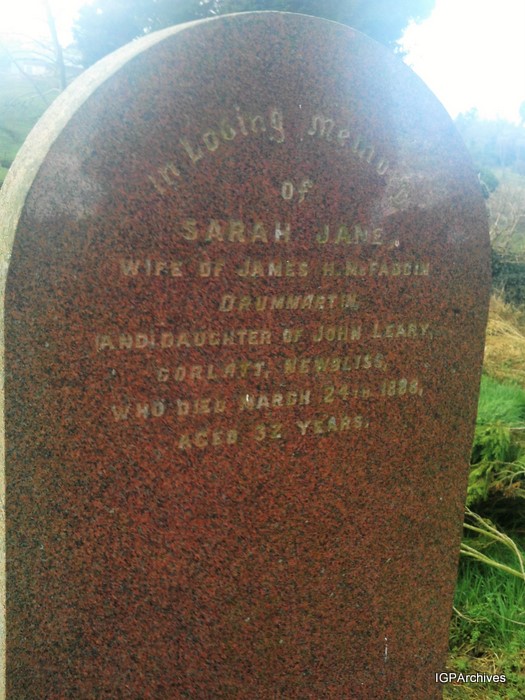 In Loving Memory
of
SARAH JANE,
WIFE OF JAMES H. McFADDIN
DRUMMARTIN,
AND DAUGHTER OF JOHN LEARY,
CORLATT, NEWBLISS,
WHO DIED MARCH 24TH 1888,
AGED 32 YEARS.
IGPArchives